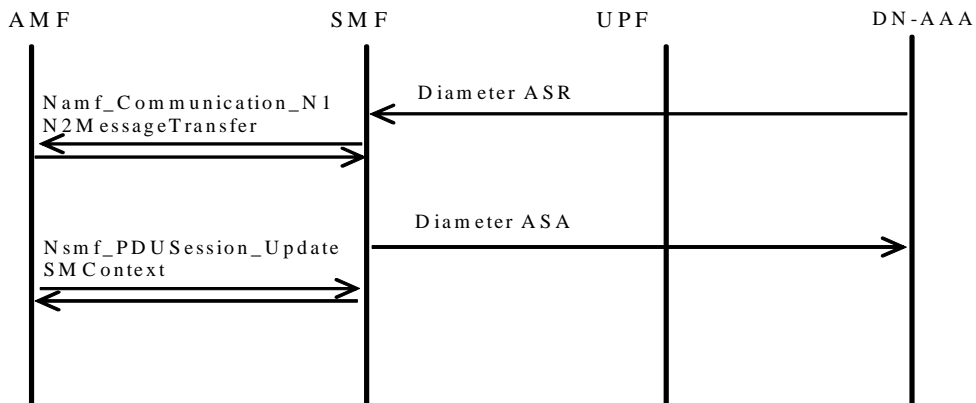 AMF
SMF
UPF
DN-AAA
Diameter ASR
Namf_Communication_N1
N2MessageTransfer
Diameter ASA
Nsmf_PDUSession_Update
SMContext